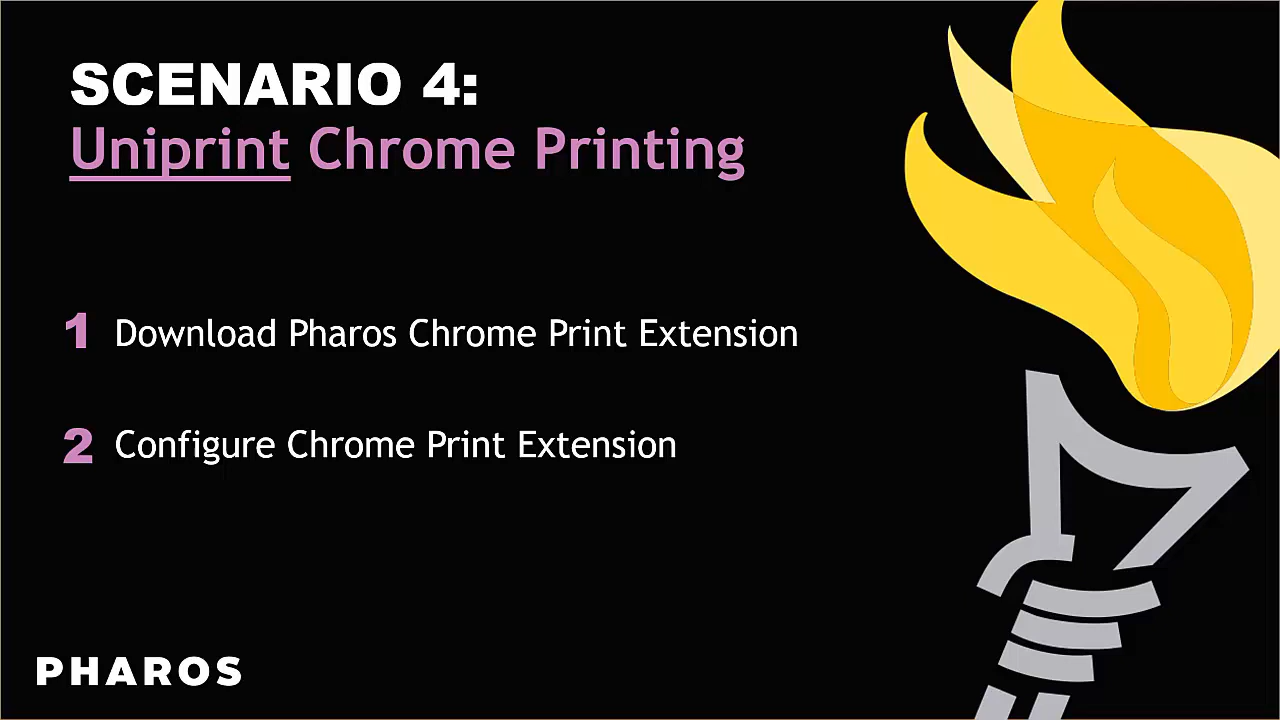 SCENARIO 4:
Uniprint Chrome Printing
1 Download Pharos Chrome Print Extension
2 Configure Chrome Print Extension
PHAROS